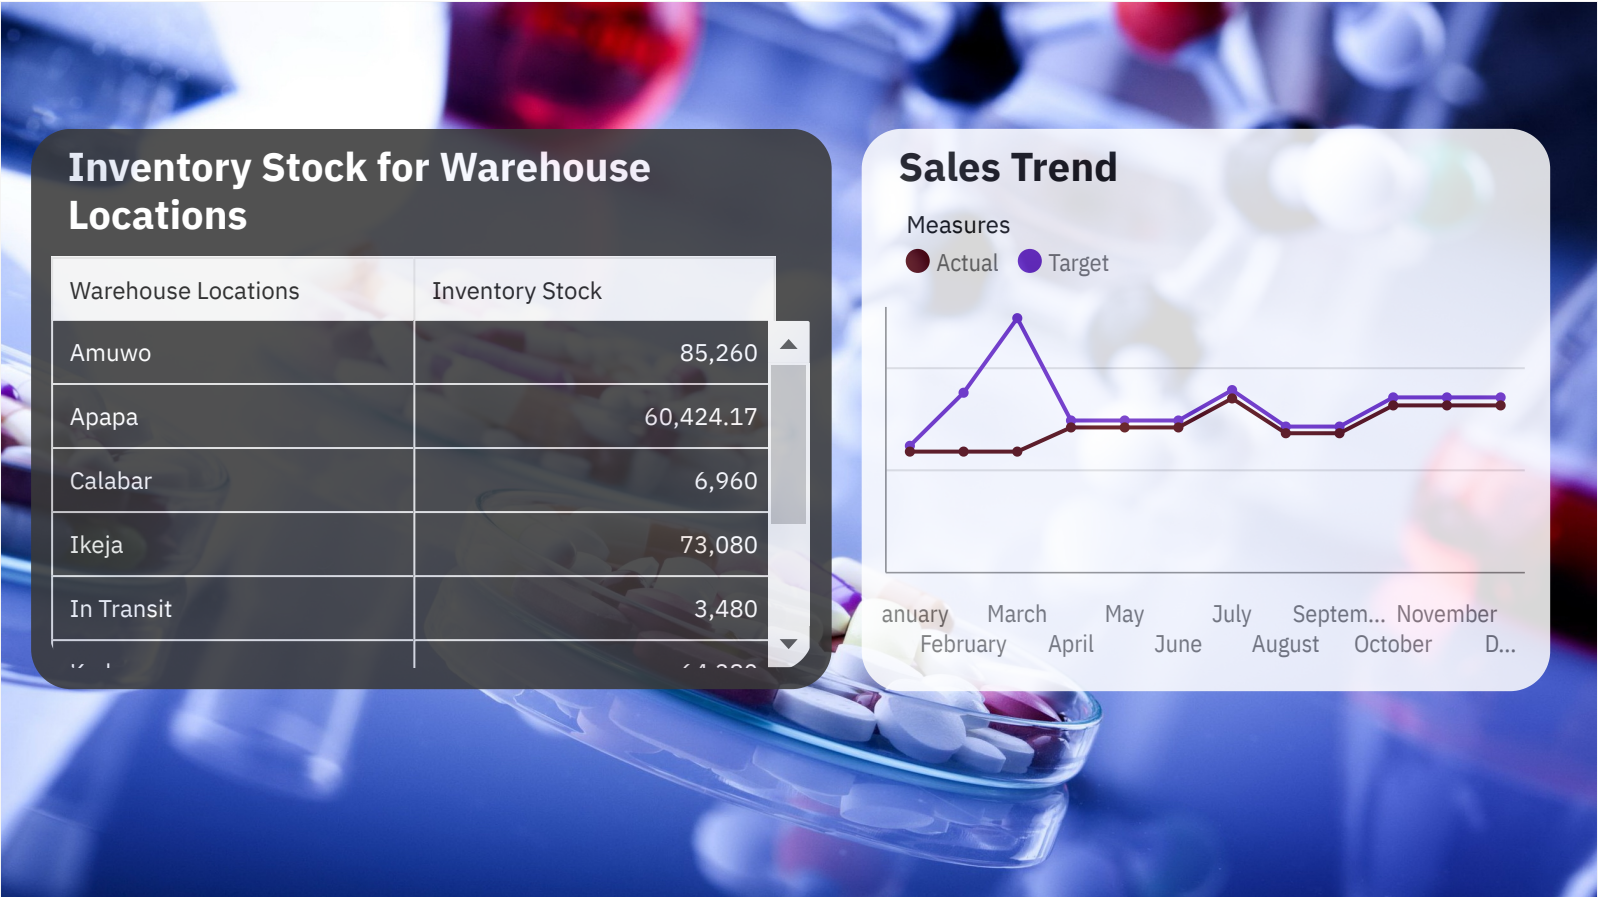 Inventory Stock for Warehouse
Locations
Warehouse Locations Inventory Stock
Amuwo 85,260
Apapa 60,424.17
Calabar 6,960
Ikeja 73,080
In Transit 3,480
Sales Trend
Measures
Actual Target
anuary March May July Septem... November
February April June August October D...